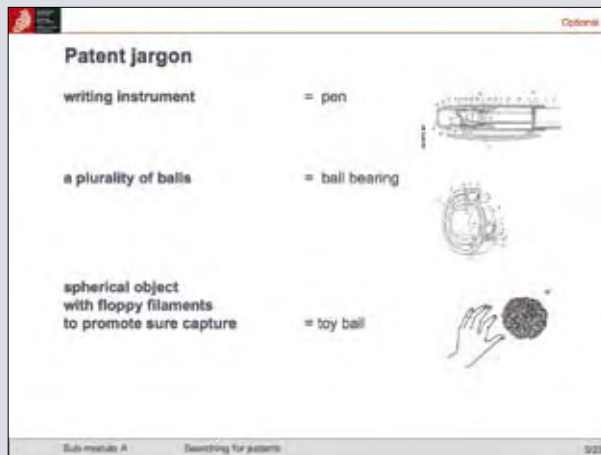 Optional
Patent jargon
writing instrument = pen
a plurality of balls = ball bearing
spherical object
with floppy filaments
to promote sure capture = toy ball
Sub-module A Searching for patents